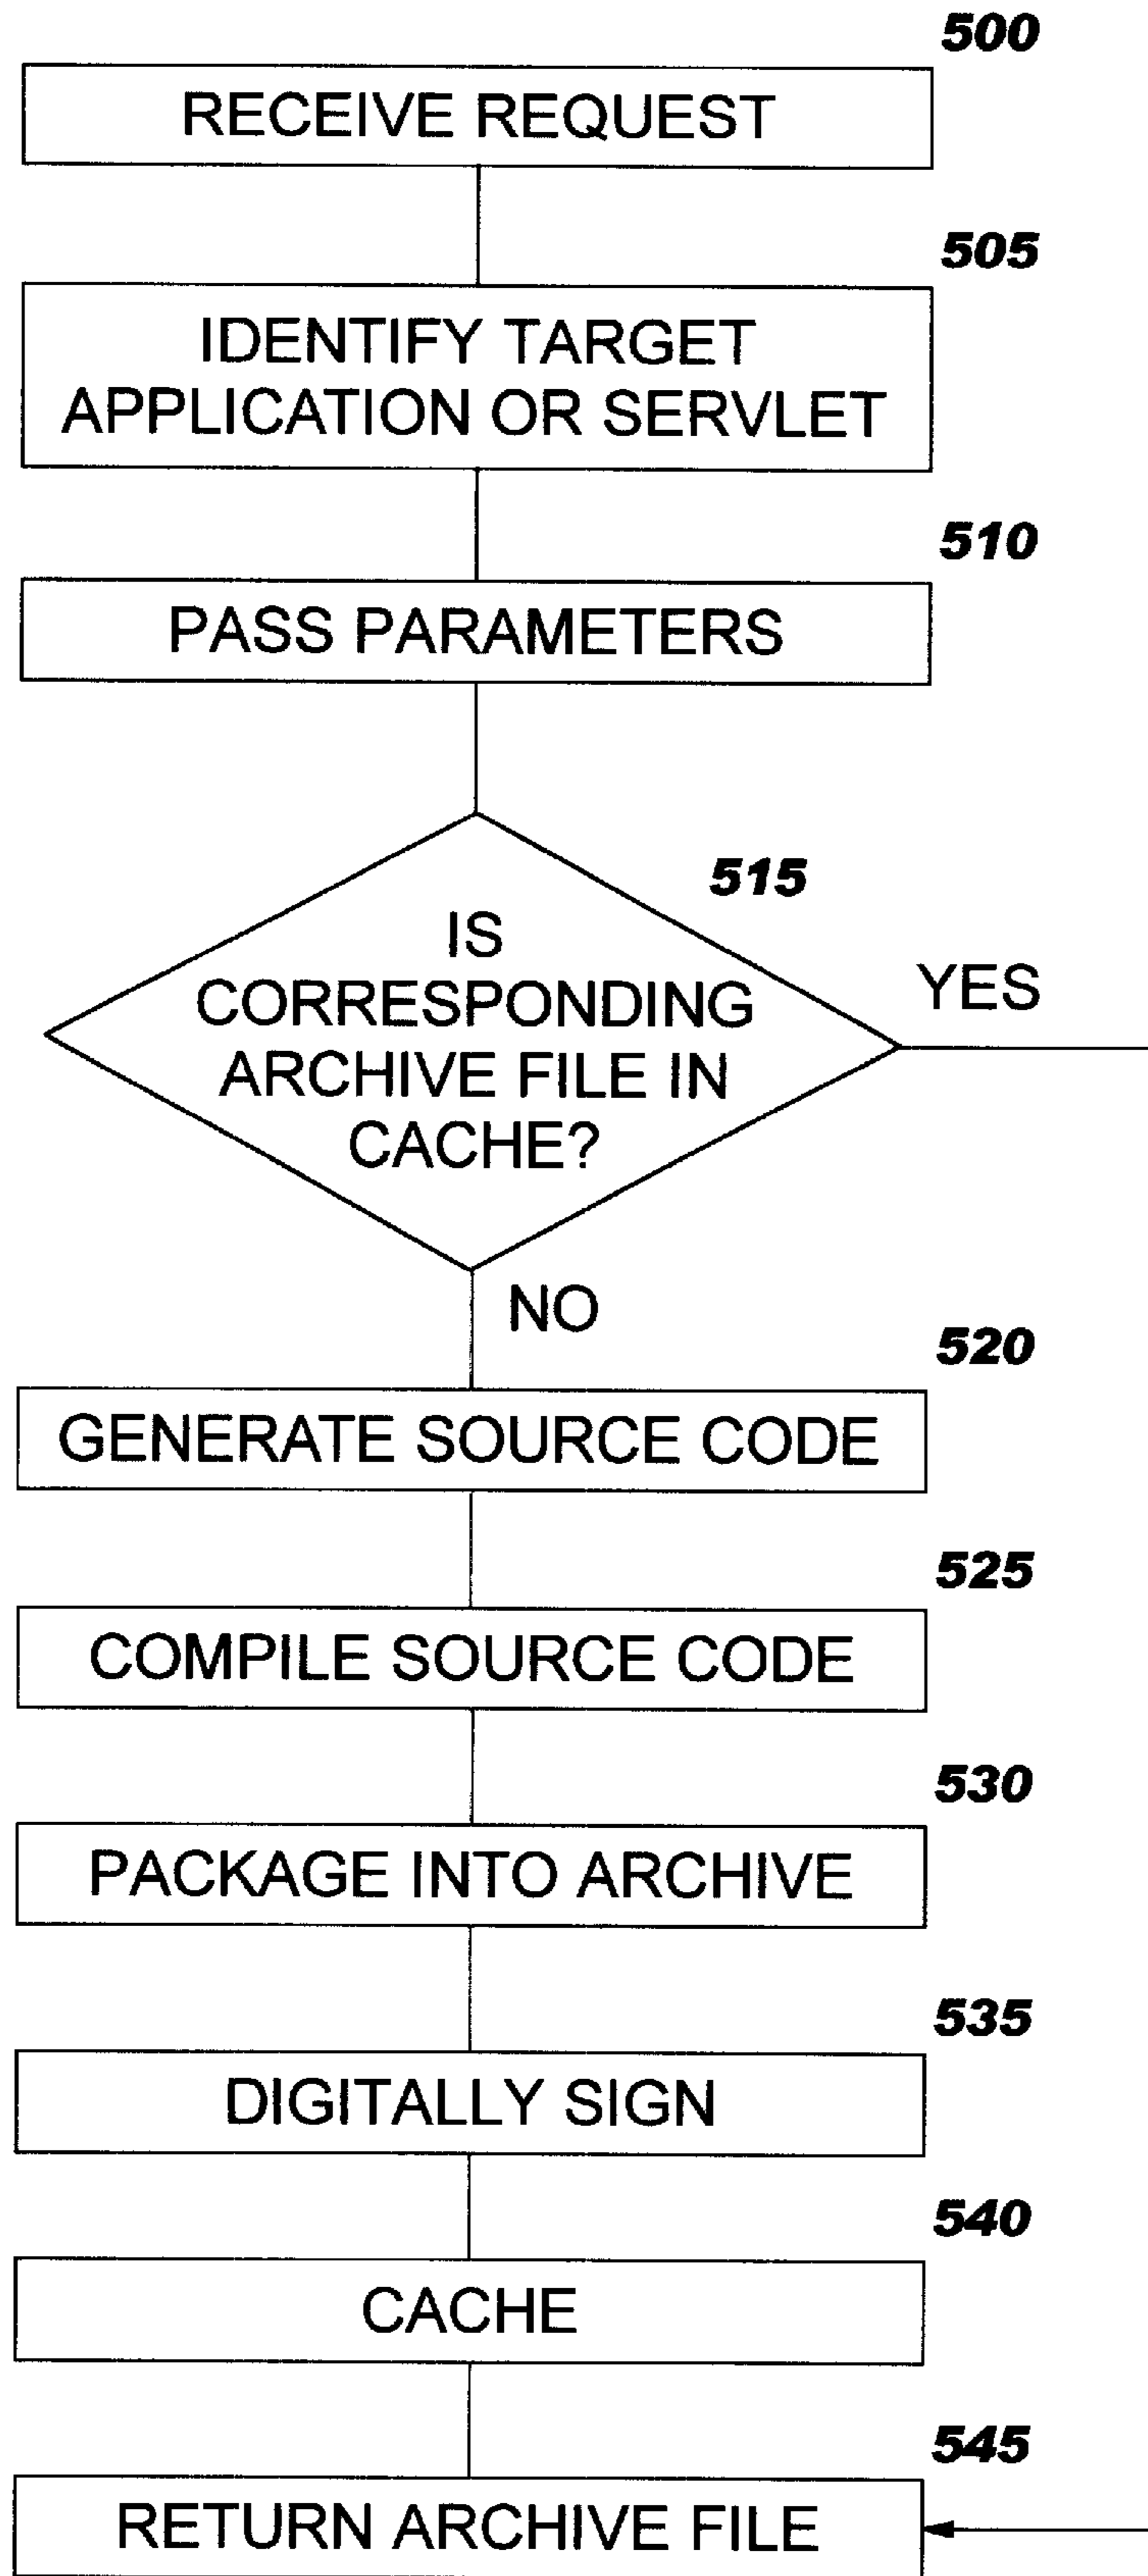 500
RECEIVE REQUEST
505
IDENTIFY TARGET
APPLICATION OR SERVLET
510
PASS PARAMETERS
515
IS
CORRESPONDING
ARCHIVE FILE IN
CACHE?
YES
NO
520
GENERATE SOURCE CODE
525
COMPILE SOURCE CODE
530
PACKAGE INTO ARCHIVE
535
DIGITALLY SIGN
540
CACHE
545
RETURN ARCHIVE FILE